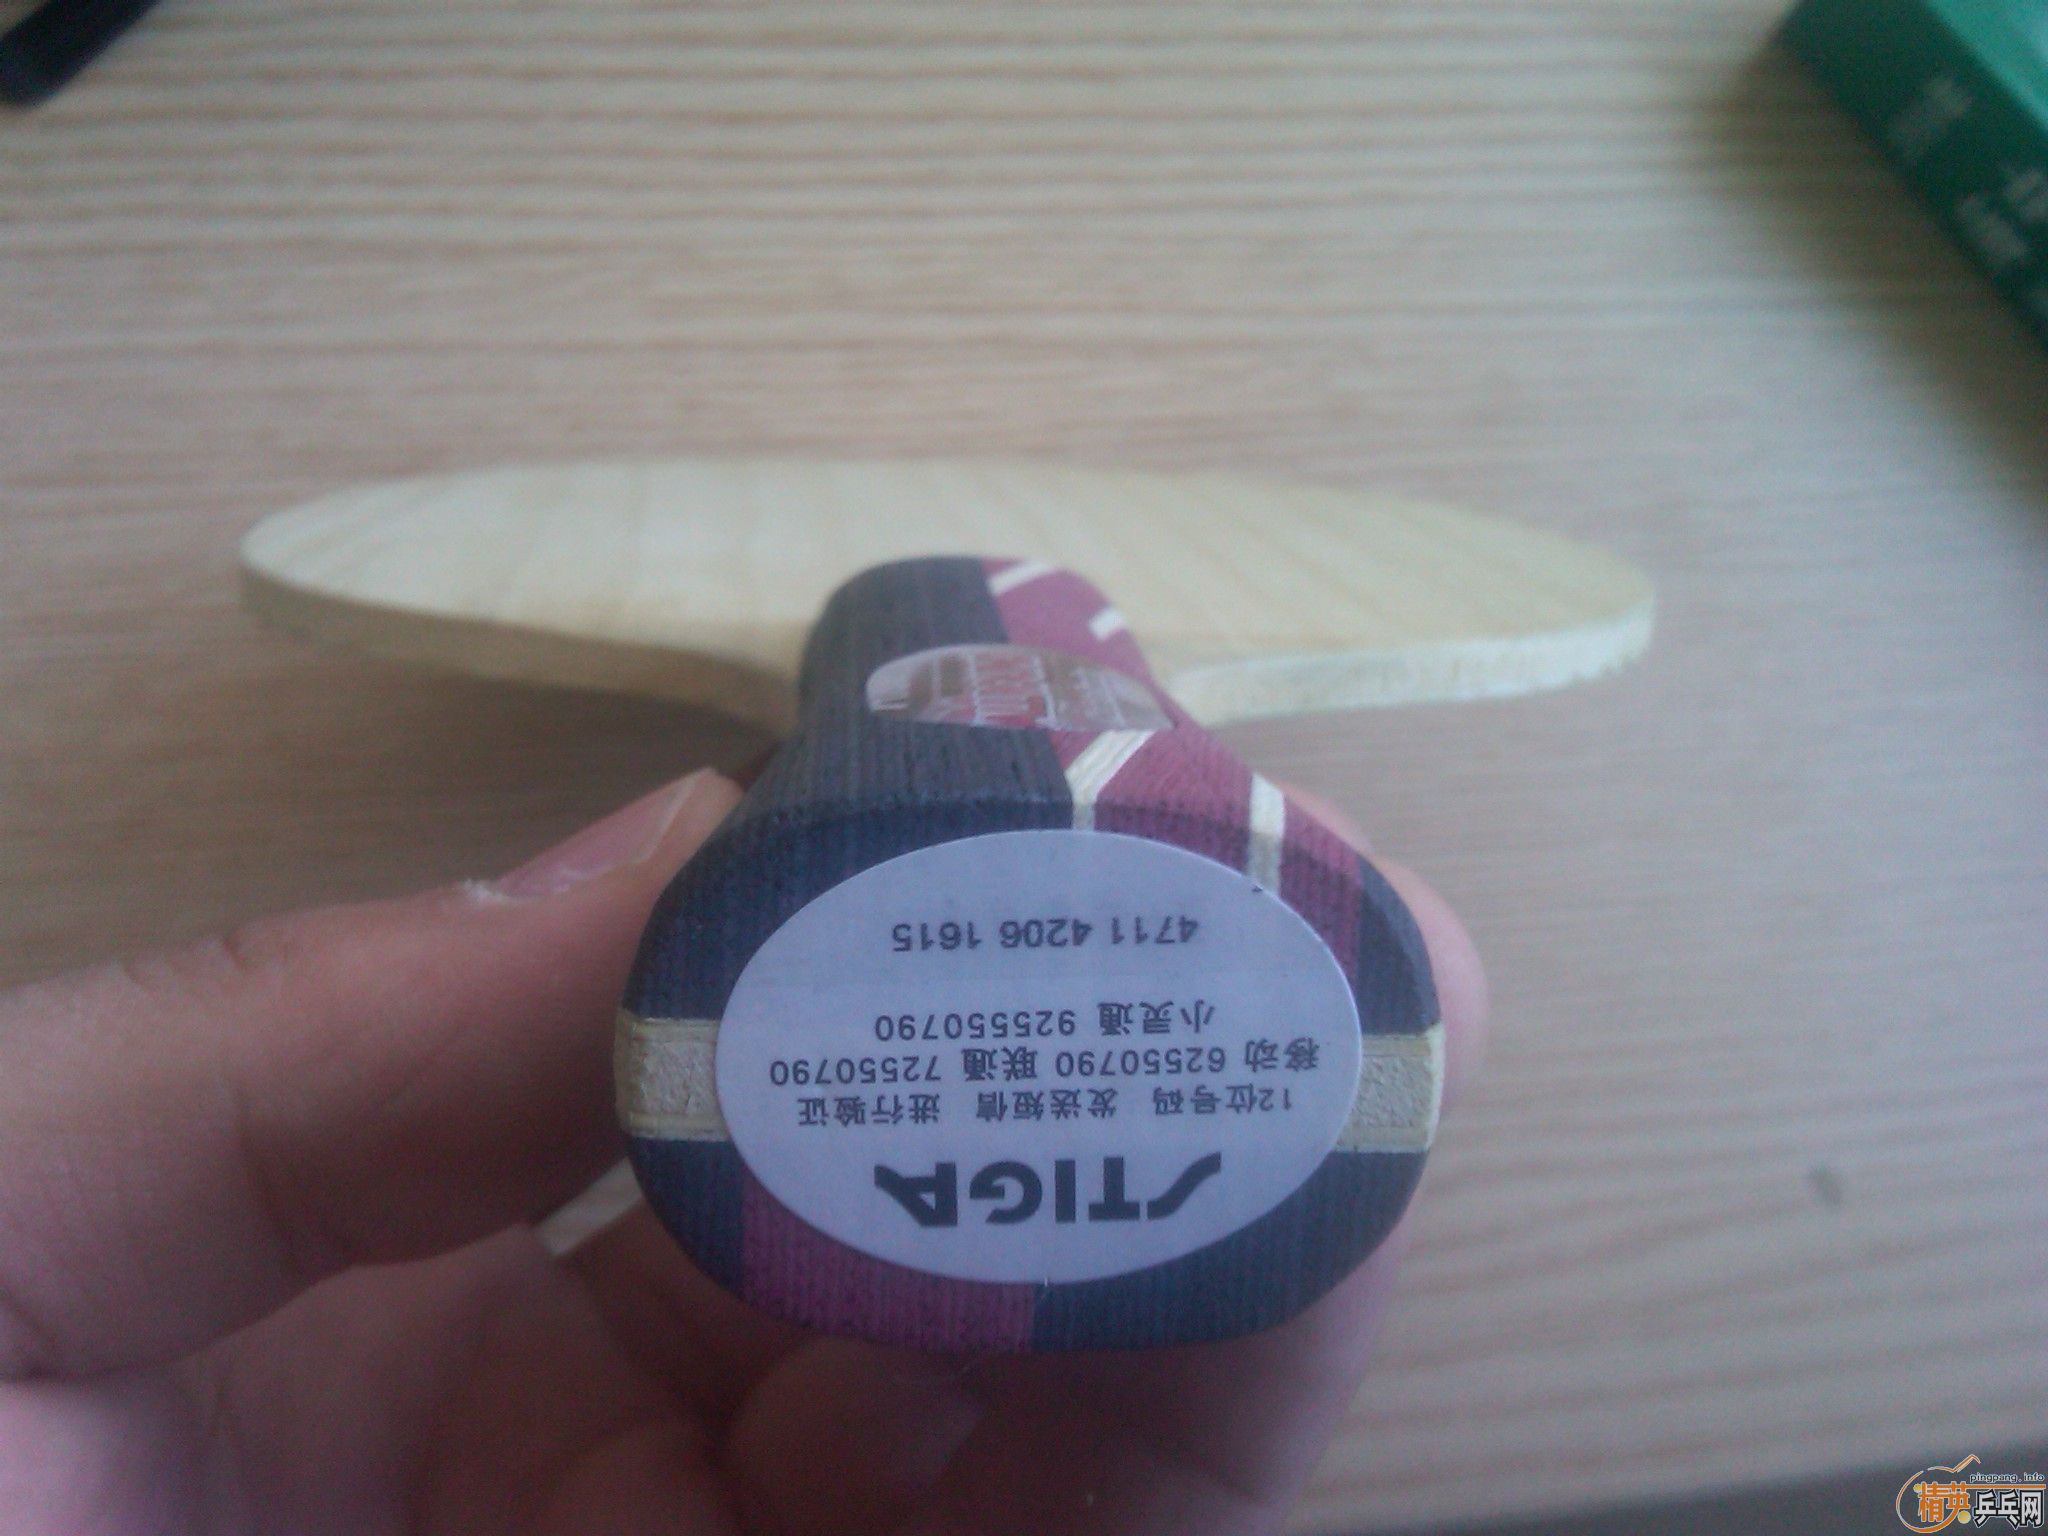 STIGA
12位号码 发送短信 进行验证
移动 62550790 联通 72550790
小灵通 925550790
4711 4206 1615
pingpang.info
精英乒乓网